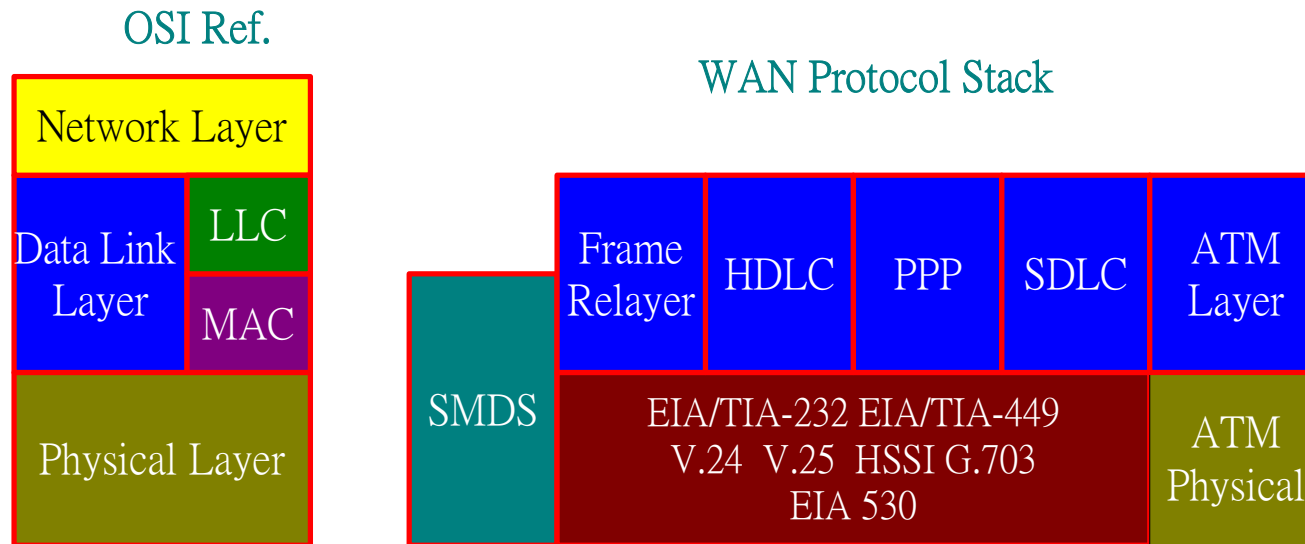 OSI Ref.
WAN Protocol Stack
Network Layer
Data Link
Layer
LLC
MAC
Physical Layer
SMDS
Frame
Relayer
HDLC
PPP
SDLC
ATM
Layer
EIA/TIA-232 EIA/TIA-449
V.24 V.25 HSSI G.703
EIA 530
ATM
Physical